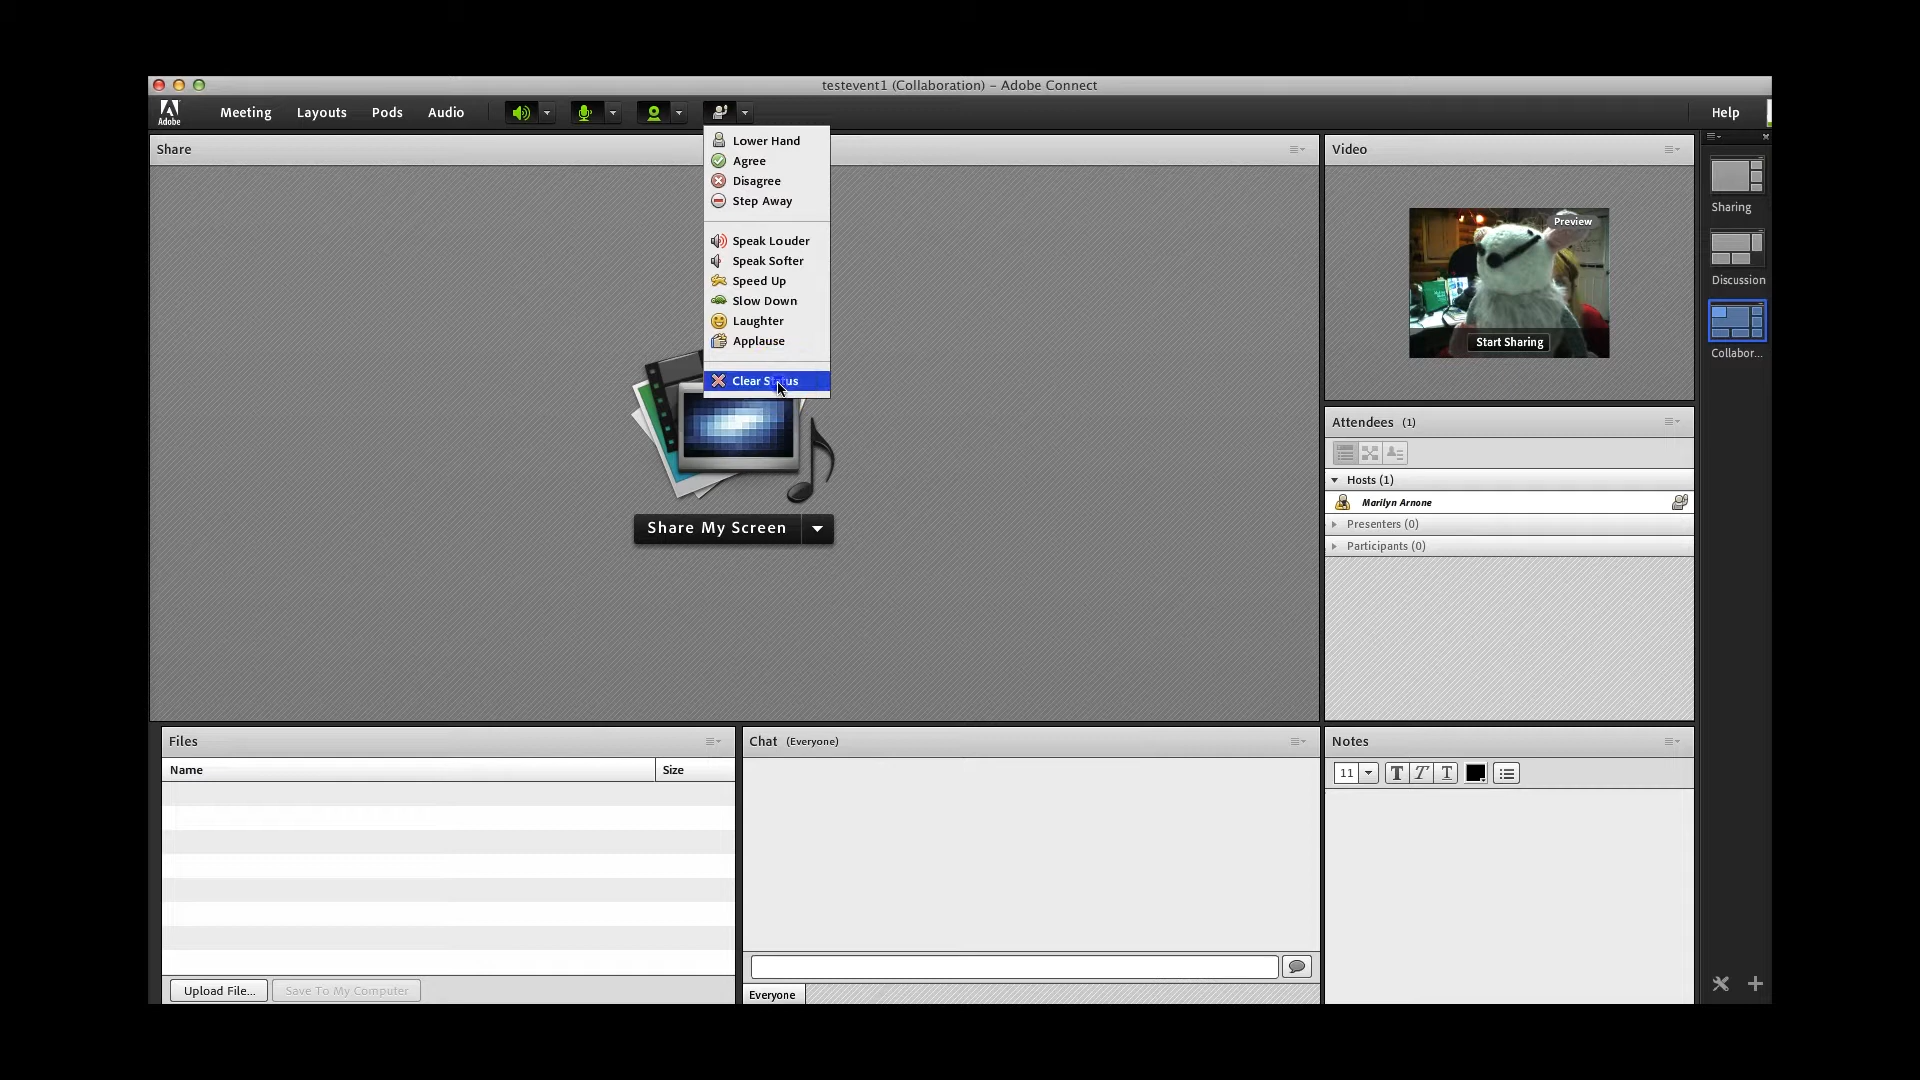 testevent1 (Collaboration) – Adobe Connect
Adobe
Meeting
Layouts
Pods
Audio
Help
Lower Hand
Agree
Disagree
Step Away
Speak Louder
Speak Softer
Speed Up
Slow Down
Laughter
Applause
Clear Status
Share
Share My Screen
Video
Preview
Start Sharing
Sharing
Discussion
Collabor...
Attendees (1)
Hosts (1)
Marilyn Arnone
Presenters (0)
Participants (0)
Files
Name
Size
Upload File...
Save To My Computer
Chat (Everyone)
Everyone
Notes
11
T T T